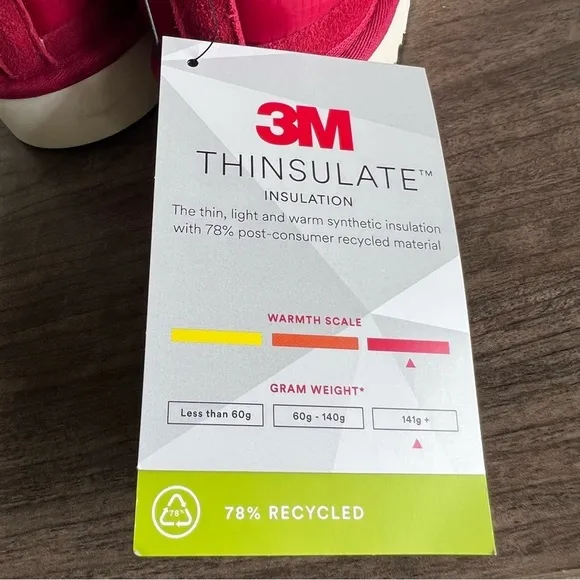 3M
THINSULATE™
INSULATION
The thin, light and warm synthetic insulation
with 78% post-consumer recycled material
WARMTH SCALE
GRAM WEIGHT*
Less than 60g 60g - 140g 141g +
78% 78% RECYCLED